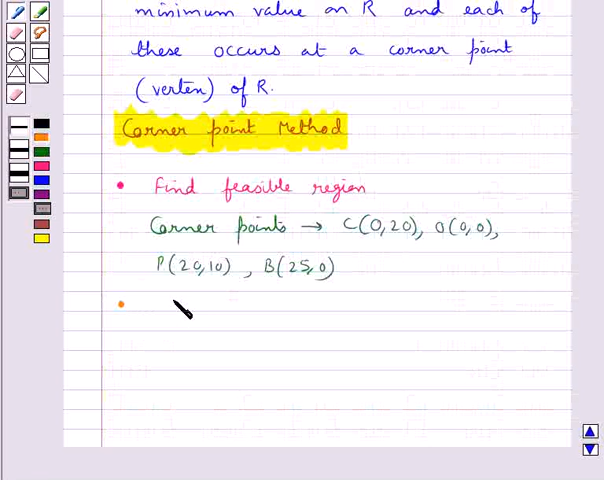 minimum value on R and each of
these occurs at a corner point
(verten) of R.
Corner point Method
• Find feasible region
Corner points → C(0,20), O(0,0),
P(20,10), B(25,0)
•